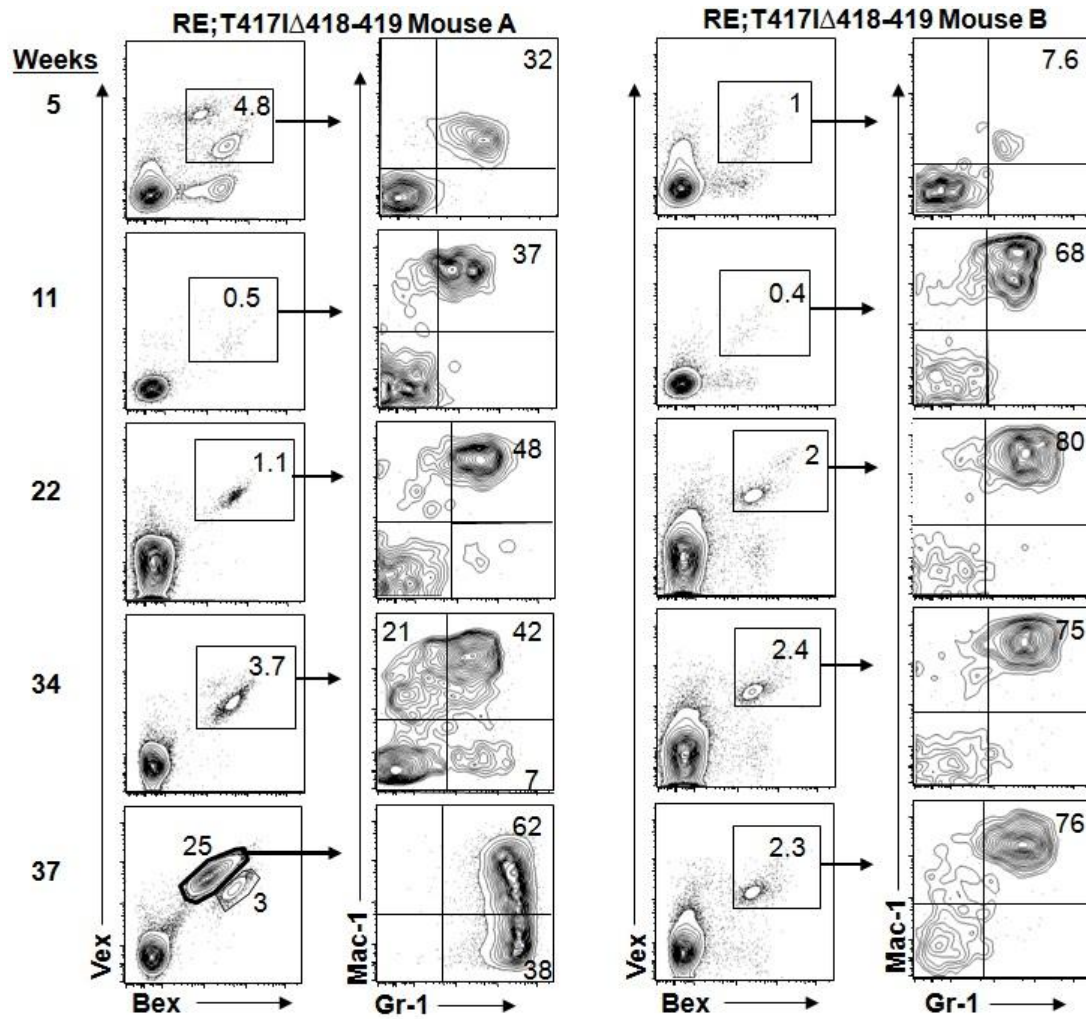 RE;T417IΔ418-419 Mouse A RE;T417IΔ418-419 Mouse B
Weeks
5 4.8 32 1 7.6
11 0.5 37 0.4 68
22 1.1 48 2 80
34 3.7 21 42 7 2.4 75
37 25 3 62 38 2.3 76
Vex Mac-1 Vex Mac-1
Bex Gr-1 Bex Gr-1